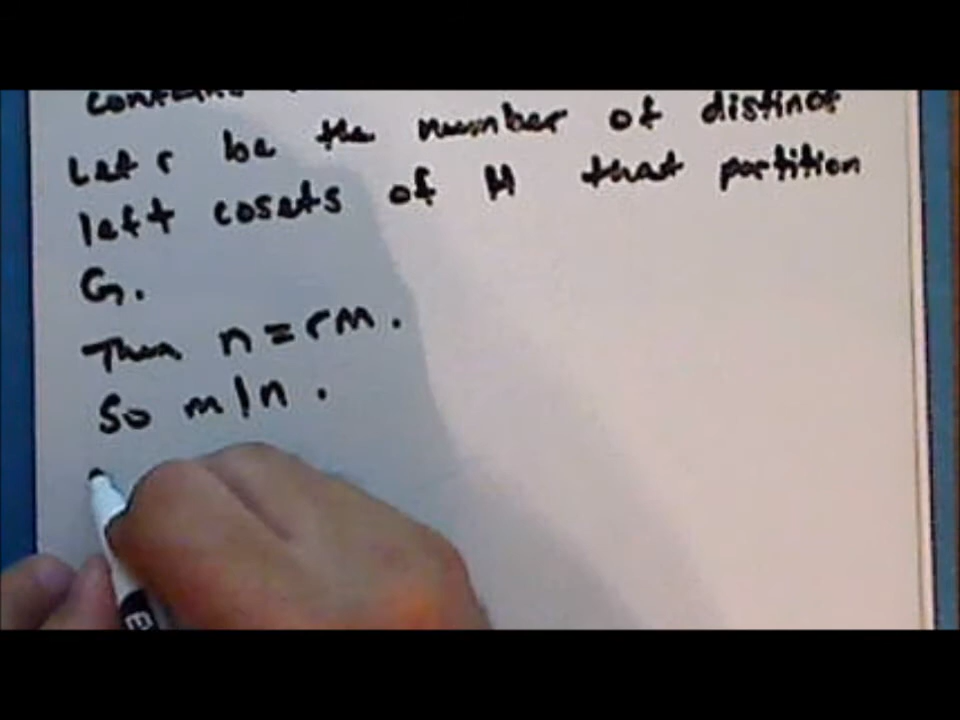 Let r be the number of distinct
left cosets of H that partition
G.
Then n = rm.
So m|n.